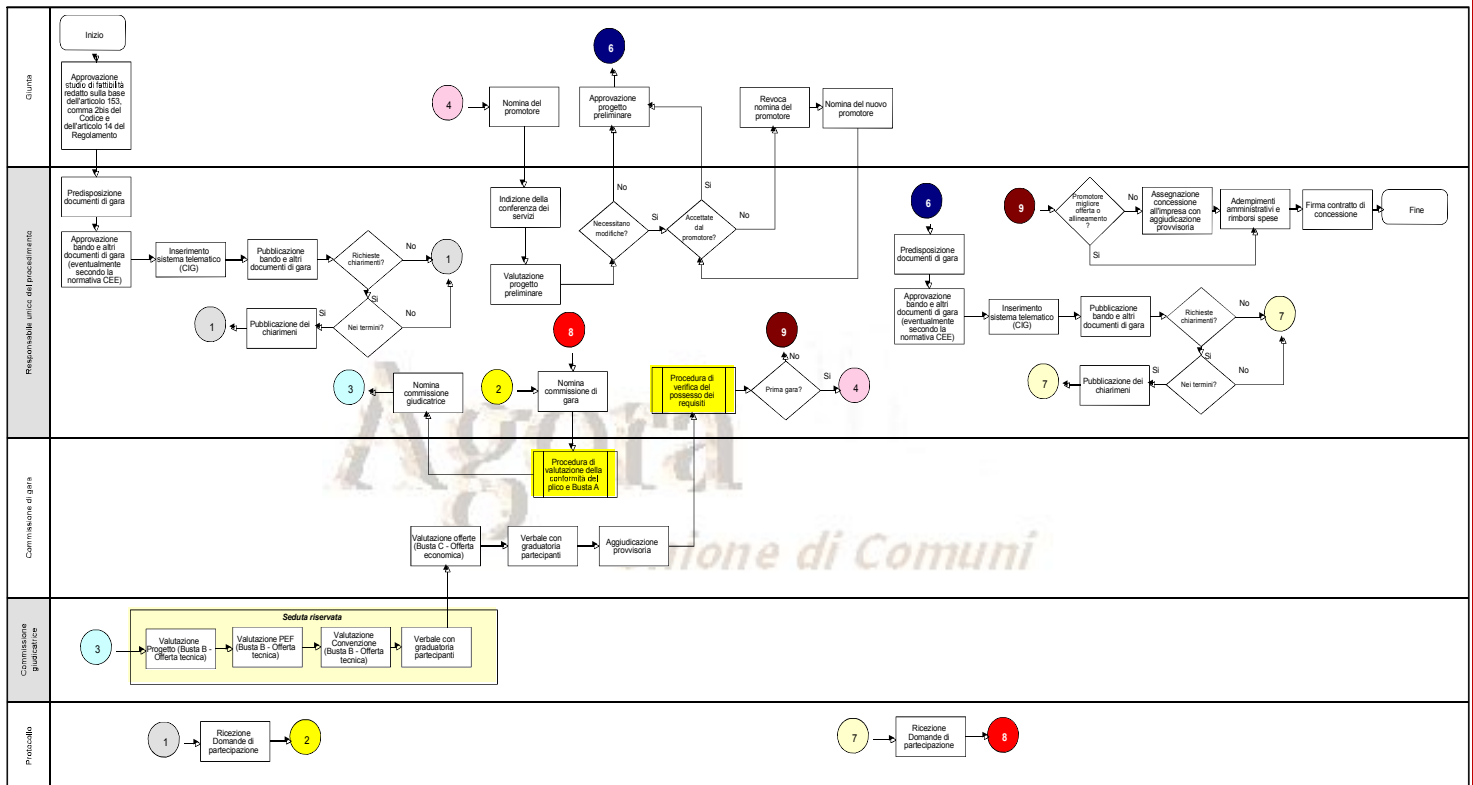 Giunta
Inizio
Approvazione
studio di fattibilità
redatto sulla base
dell'articolo 153,
comma 2bis del
Codice e
dell'articolo 14 del
Regolamento
4
Nomina del
promotore
6
Approvazione
progetto
preliminare
Revoca
nomina del
promotore
Nomina del nuovo
promotore
Responsabile unico del procedimento
Predisposizione
documenti di gara
Approvazione
bando e altri
documenti di gara
(eventualmente
secondo la
normativa CEE)
Inserimento
sistema telematico
(CIG)
Pubblicazione
bando e altri
documenti di gara
Richieste
chiarimenti?
No
1
Si
Nei termini?
No
Si
Pubblicazione dei
chiarimeni
1
Indizione della
conferenza dei
servizi
Valutazione
progetto
preliminare
Necessitano
modifiche?
No
Si
Accettate
dal
promotore?
Si
No
6
Predisposizione
documenti di gara
Approvazione
bando e altri
documenti di gara
(eventualmente
secondo la
normativa CEE)
Inserimento
sistema telematico
(CIG)
Pubblicazione
bando e altri
documenti di gara
Richieste
chiarimenti?
No
7
Si
Nei termini?
No
Si
Pubblicazione dei
chiarimeni
7
9
Promotore
migliore
offerta o
allineamento
?
No
Si
Assegnazione
concessione
all'impresa con
aggiudicazione
provvisoria
Adempimenti
amministrativi e
rimborsi spese
Firma contratto di
concessione
Fine
3
Nomina
commissione
giudicatrice
2
8
Nomina
commissione di
gara
Procedura di
verifica del
possesso dei
requisiti
Prima gara?
No
9
Si
4
Commissione di gara
Procedura di
valutazione della
conformità del
plico e Busta A
Valutazione offerte
(Busta C - Offerta
economica)
Verbale con
graduatoria
partecipanti
Aggiudicazione
provvisoria
Agorà
Unione di Comuni
Commissione
giudicatrice
3
Seduta riservata
Valutazione
Progetto (Busta B -
Offerta tecnica)
Valutazione PEF
(Busta B - Offerta
tecnica)
Valutazione
Convenzione
(Busta B - Offerta
tecnica)
Verbale con
graduatoria
partecipanti
Protocollo
1
Ricezione
Domande di
partecipazione
2
7
Ricezione
Domande di
partecipazione
8